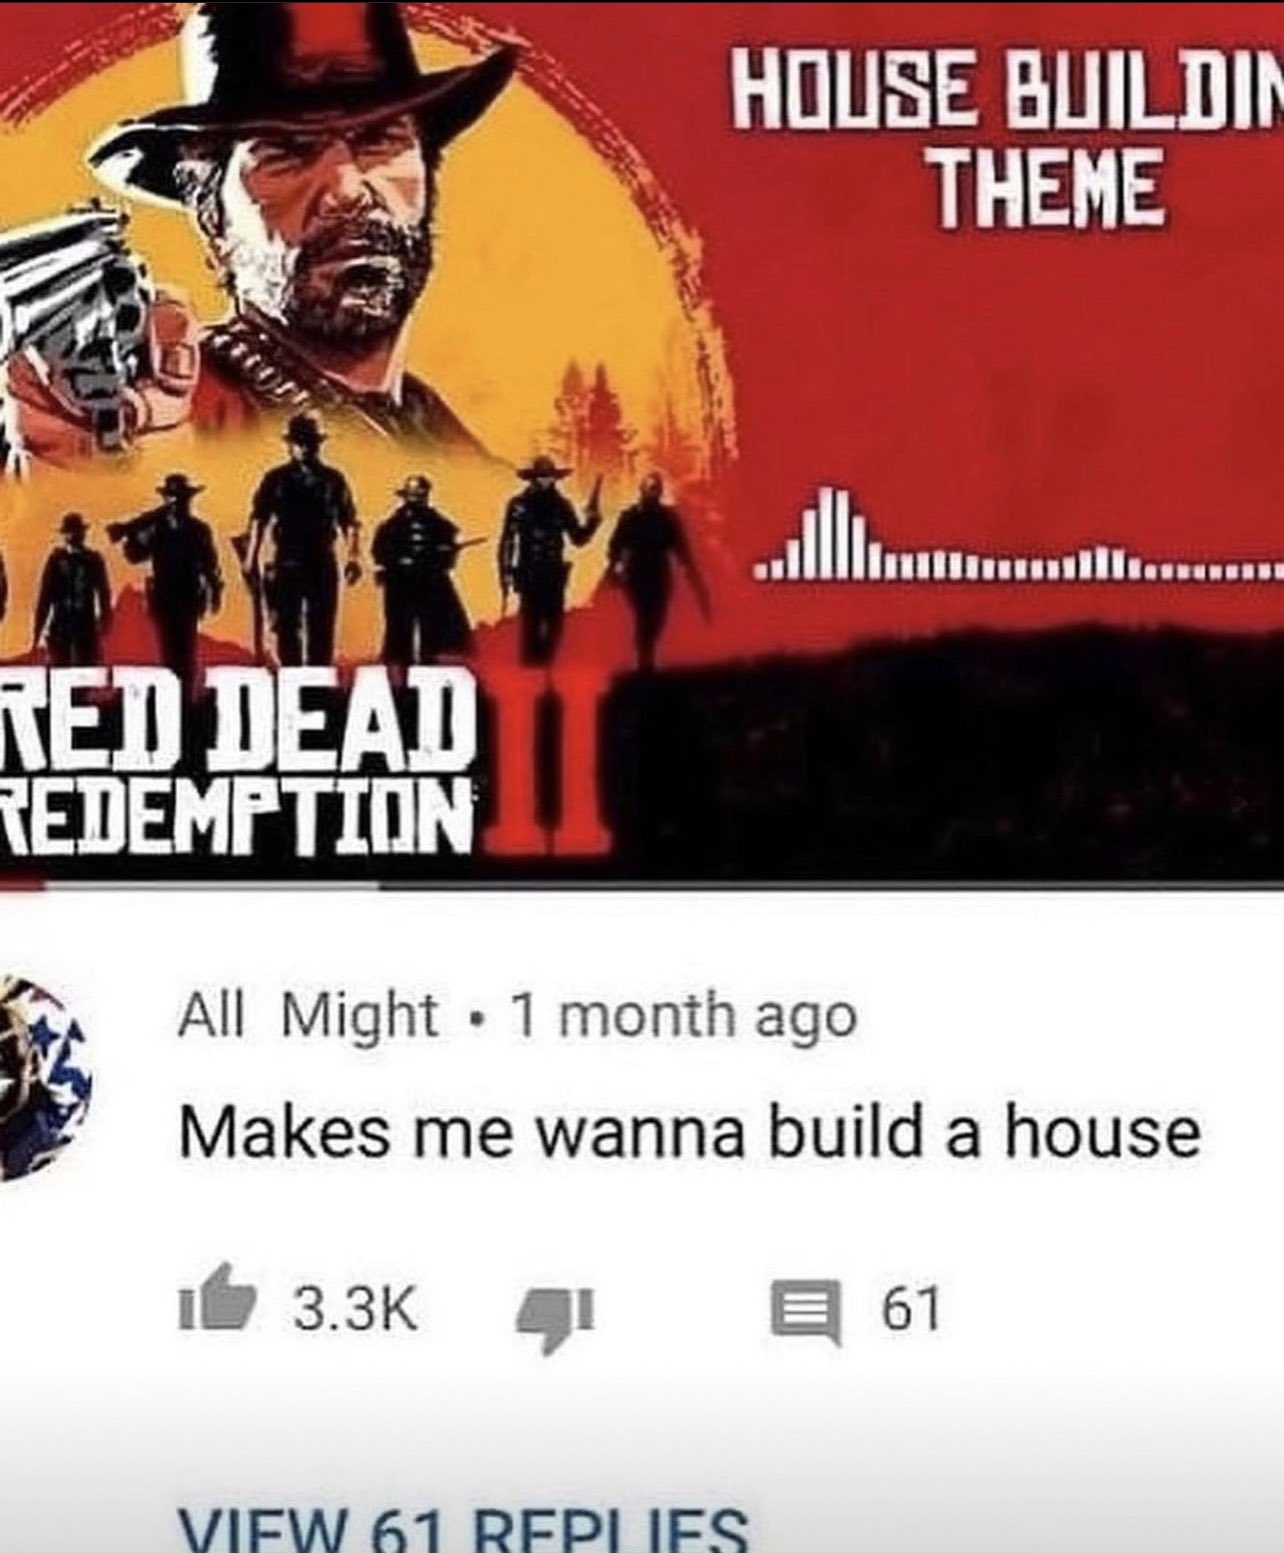 HOUSE BUILDIN
THEME
RED DEAD
REDEMPTION II
All Might • 1 month ago
Makes me wanna build a house
3.3K 61
VIEW 61 REPLIES